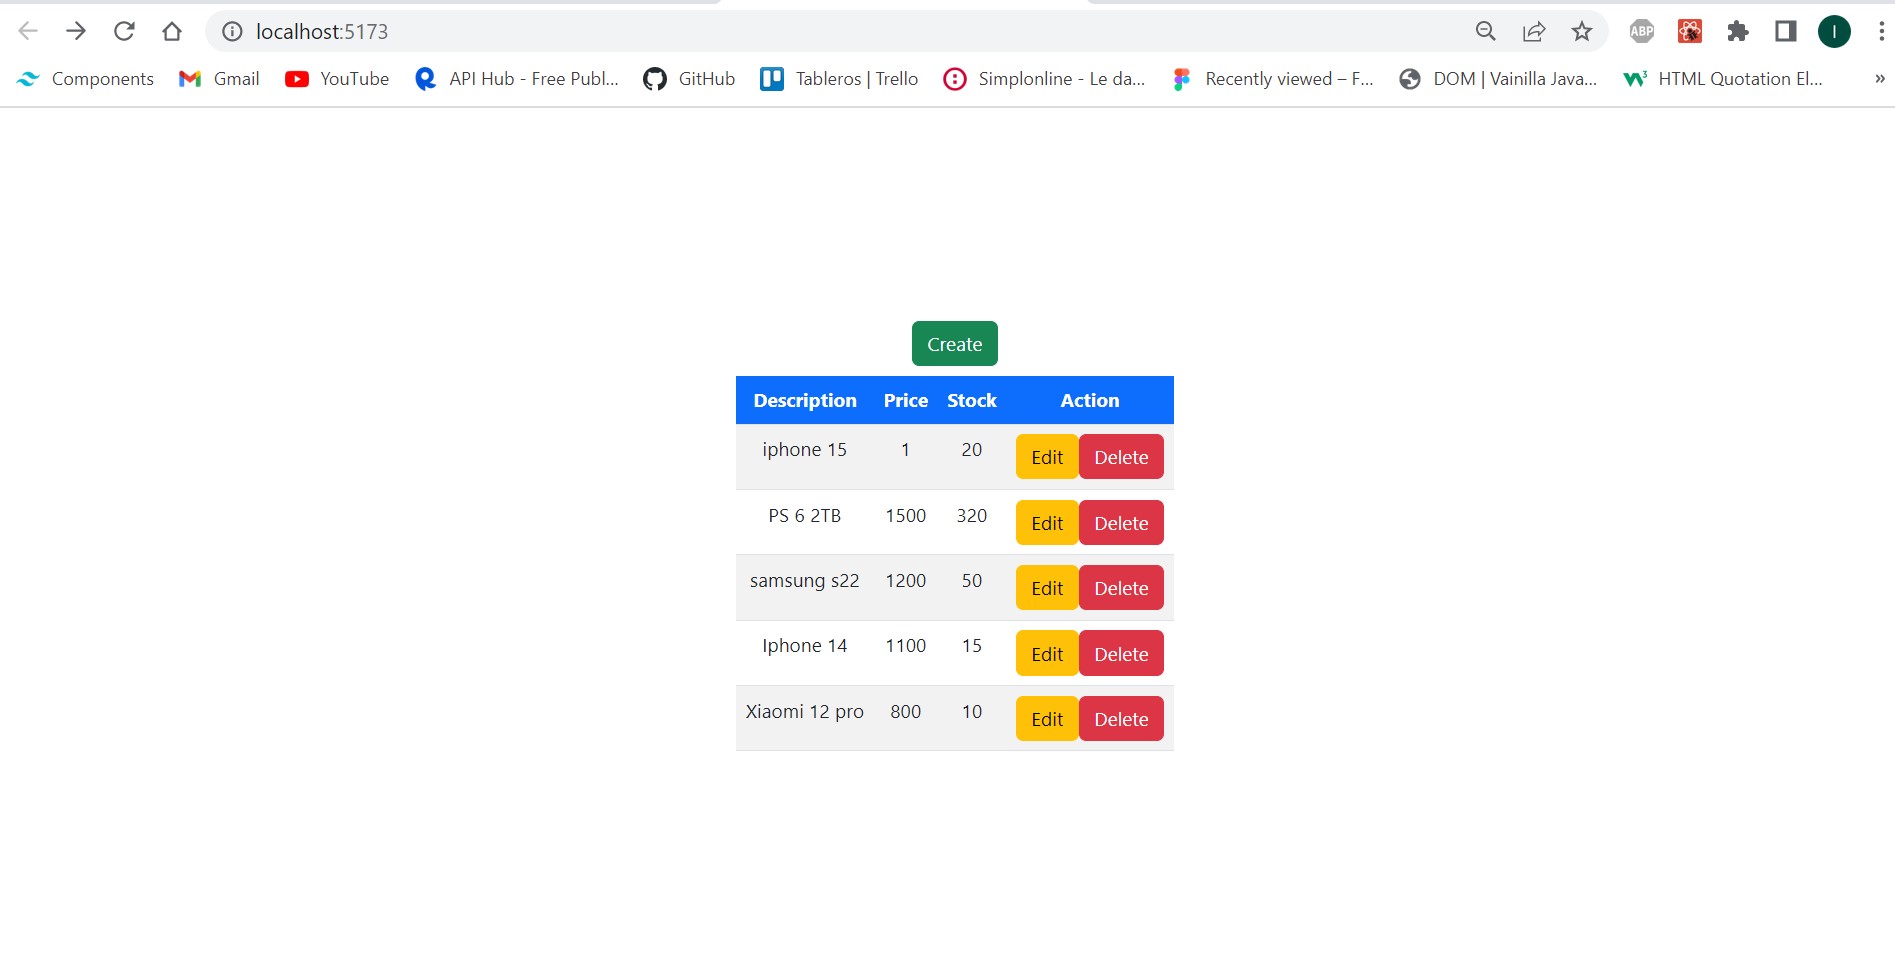 localhost:5173
ABP
I
Components Gmail YouTube API Hub - Free Publ... GitHub Tableros | Trello Simplonline - Le da... Recently viewed – F... DOM | Vainilla Java... HTML Quotation El... »
Create
Description Price Stock Action
iphone 15 1 20 Edit Delete
PS 6 2TB 1500 320 Edit Delete
samsung s22 1200 50 Edit Delete
Iphone 14 1100 15 Edit Delete
Xiaomi 12 pro 800 10 Edit Delete